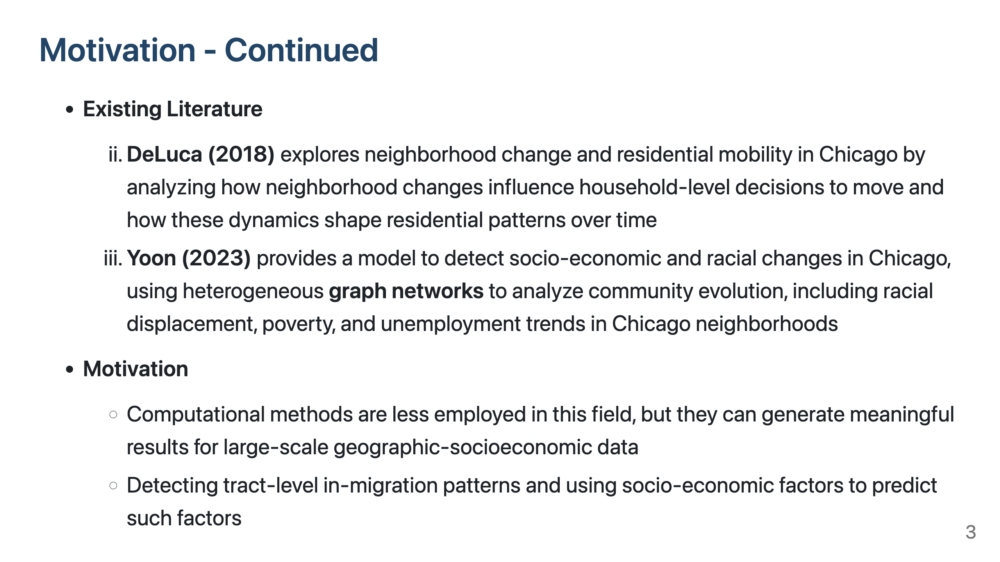 Motivation - Continued
• Existing Literature
ii. DeLuca (2018) explores neighborhood change and residential mobility in Chicago by
analyzing how neighborhood changes influence household-level decisions to move and
how these dynamics shape residential patterns over time
iii. Yoon (2023) provides a model to detect socio-economic and racial changes in Chicago,
using heterogeneous graph networks to analyze community evolution, including racial
displacement, poverty, and unemployment trends in Chicago neighborhoods
• Motivation
○ Computational methods are less employed in this field, but they can generate meaningful
results for large-scale geographic-socioeconomic data
○ Detecting tract-level in-migration patterns and using socio-economic factors to predict
such factors
3